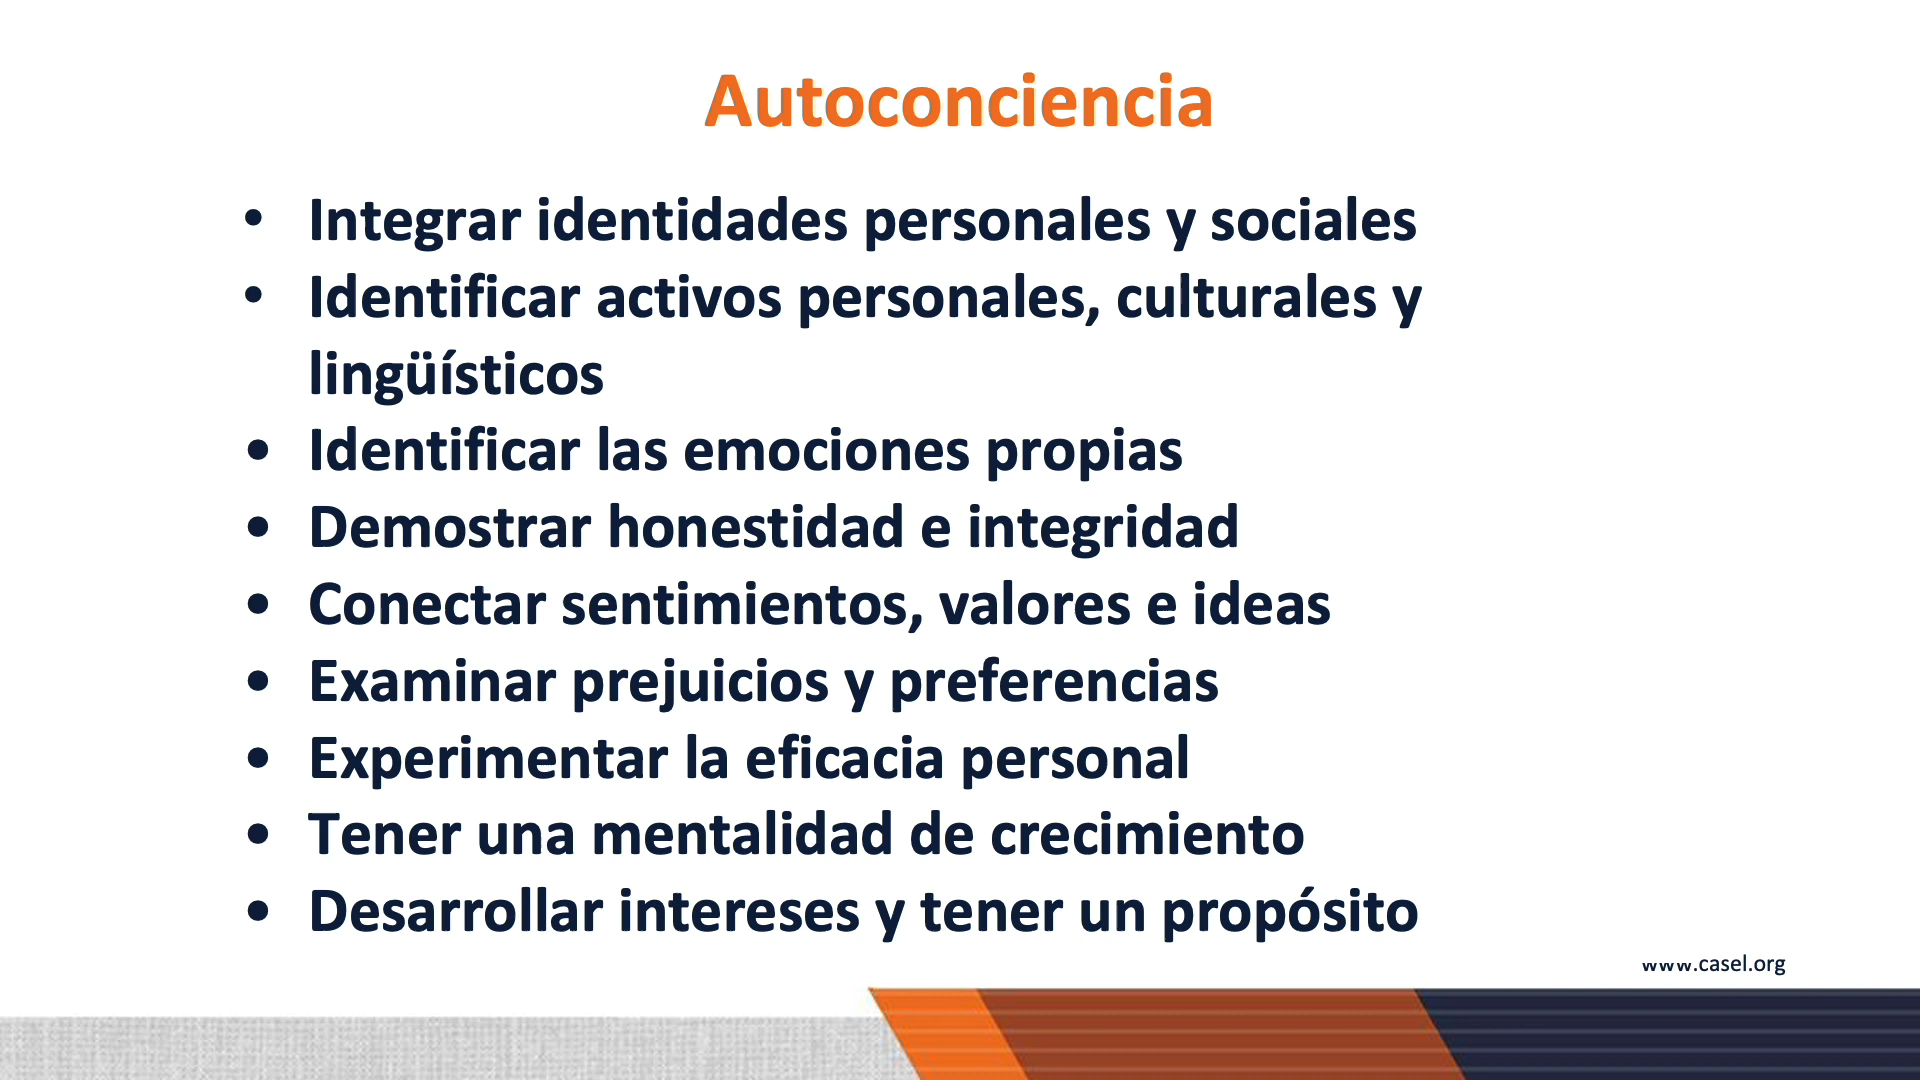 Autoconciencia
• Integrar identidades personales y sociales
• Identificar activos personales, culturales y
lingüísticos
• Identificar las emociones propias
• Demostrar honestidad e integridad
• Conectar sentimientos, valores e ideas
• Examinar prejuicios y preferencias
• Experimentar la eficacia personal
• Tener una mentalidad de crecimiento
• Desarrollar intereses y tener un propósito
www.casel.org